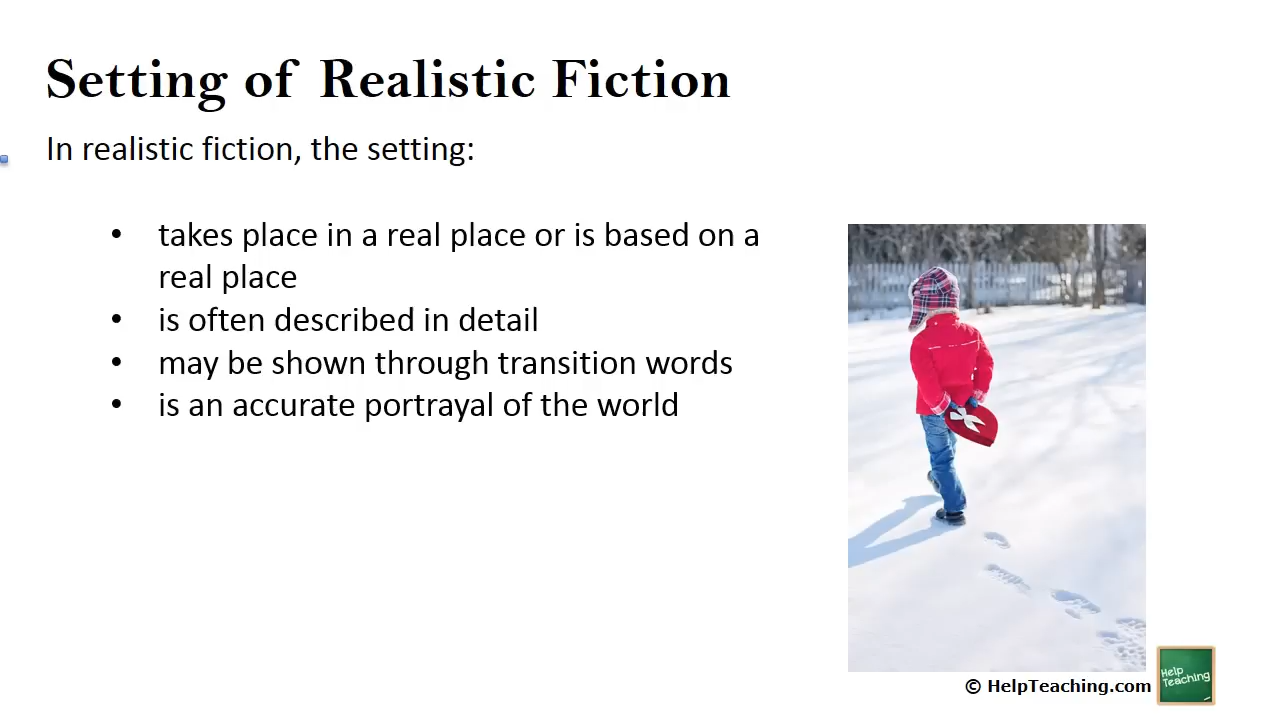 Setting of Realistic Fiction
In realistic fiction, the setting:
• takes place in a real place or is based on a
real place
• is often described in detail
• may be shown through transition words
• is an accurate portrayal of the world
© HelpTeaching.com
Help
Teaching